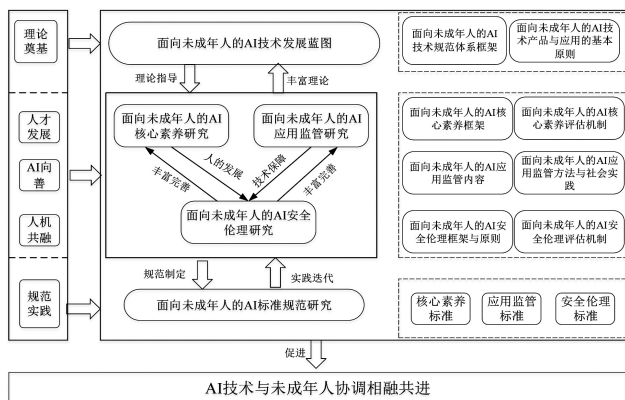 理论
奠基
人才
发展
AI向
善
人机
共融
规范
实践
面向未成年人的AI技术发展蓝图
理论指导
丰富理论
面向未成年人的AI
核心素养研究
面向未成年人的AI
应用监管研究
人的发展
丰富完善
技术保障
丰富完善
面向未成年人的AI安全
伦理研究
规范制定
实践迭代
面向未成年人的AI标准规范研究
面向未成年人的AI
技术规范体系框架
面向未成年人的AI技
术产品与应用的基本
原则
面向未成年人的AI核
心素养框架
面向未成年人的AI核
心素养评估机制
面向未成年人的AI应
用监管内容
面向未成年人的AI应
用监管方法与社会实
践
面向未成年人的AI安
全伦理框架与原则
面向未成年人的AI安
全伦理评估机制
核心素养
标准
应用监管
标准
安全伦理
标准
促进
AI技术与未成年人协调相融共进